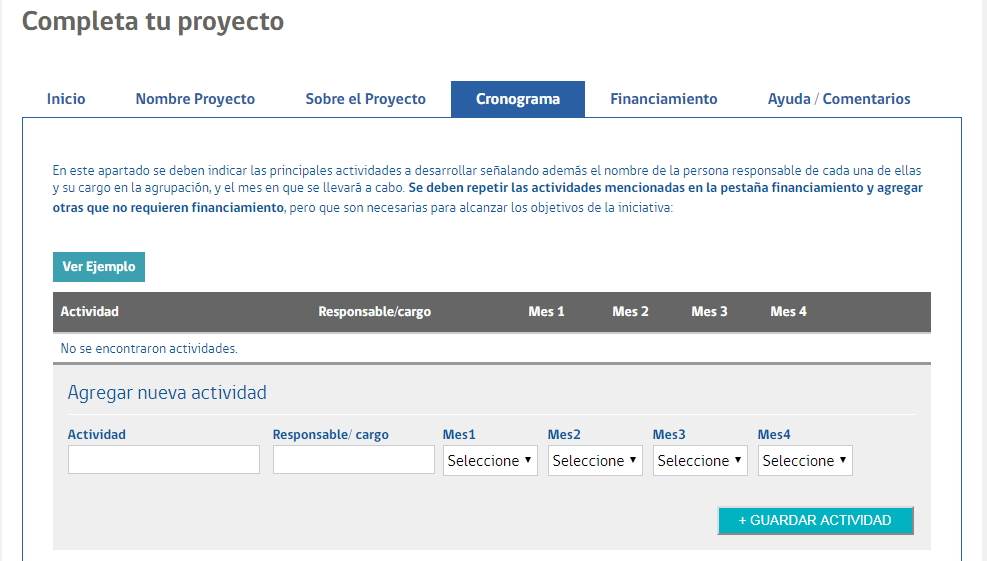 Completa tu proyecto
Inicio Nombre Proyecto Sobre el Proyecto Cronograma Financiamiento Ayuda / Comentarios
En este apartado se deben indicar las principales actividades a desarrollar señalando además el nombre de la persona responsable de cada una de ellas
y su cargo en la agrupación, y el mes en que se llevará a cabo. Se deben repetir las actividades mencionadas en la pestaña financiamiento y agregar
otras que no requieren financiamiento, pero que son necesarias para alcanzar los objetivos de la iniciativa:
Ver Ejemplo
Actividad Responsable/cargo Mes 1 Mes 2 Mes 3 Mes 4
No se encontraron actividades.
Agregar nueva actividad
Actividad Responsable/ cargo Mes1 Mes2 Mes3 Mes4
Seleccione Seleccione Seleccione Seleccione
+ GUARDAR ACTIVIDAD